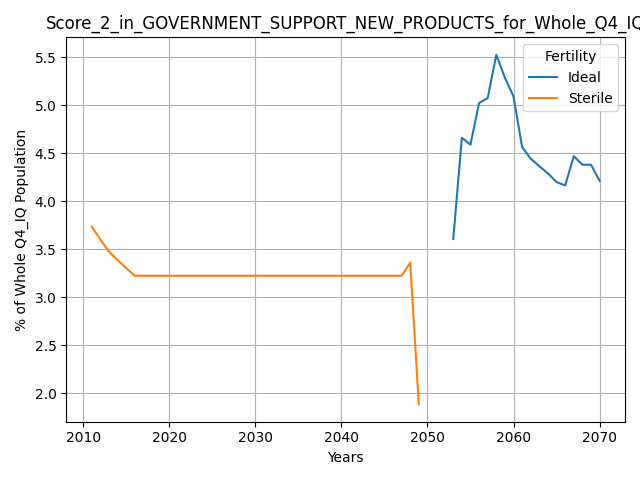 Score_2_in_GOVERNMENT_SUPPORT_NEW_PRODUCTS_for_Whole_Q4_IQ
5.5
5.0
4.5
4.0
3.5
3.0
2.5
2.0
% of Whole Q4_IQ Population
Fertility
Ideal
Sterile
2010 2020 2030 2040 2050 2060 2070
Years